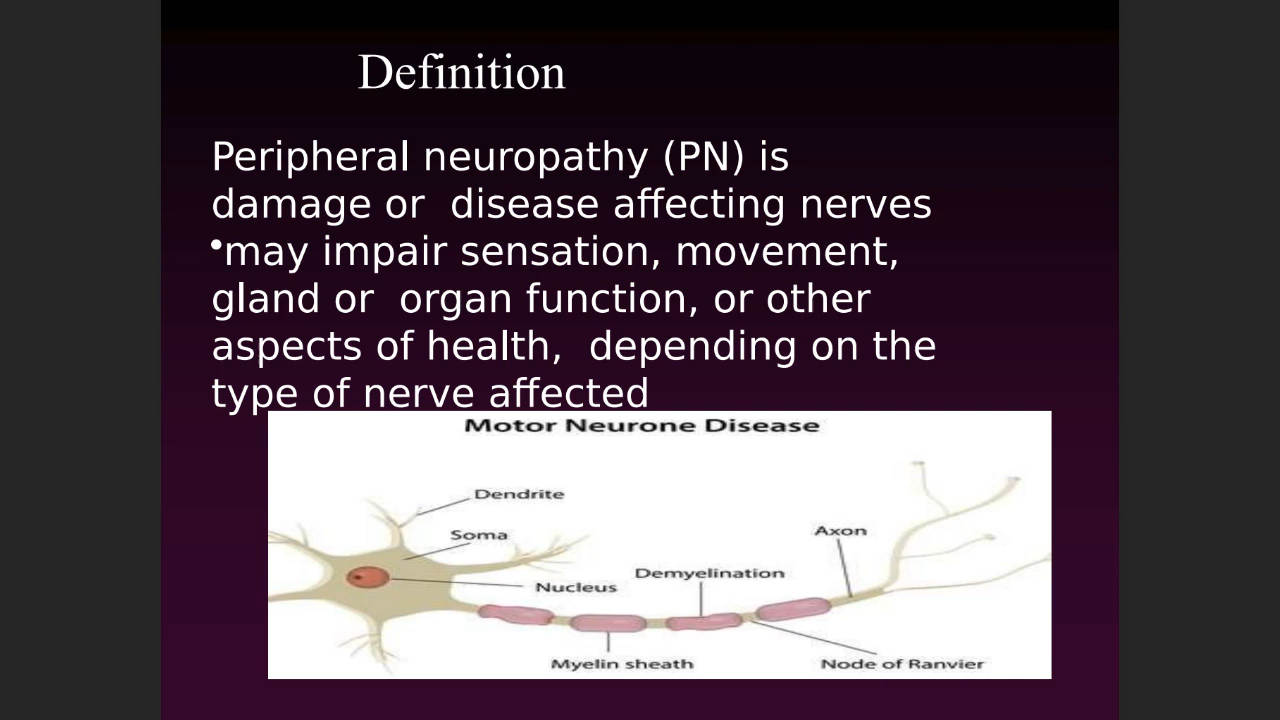 Definition
Peripheral neuropathy (PN) is
damage or  disease affecting nerves
•may impair sensation, movement,
gland or  organ function, or other
aspects of health,  depending on the
type of nerve affected
Motor Neurone Disease
Dendrite
Soma
Axon
Demyelination
Nucleus
Myelin sheath
Node of Ranvier